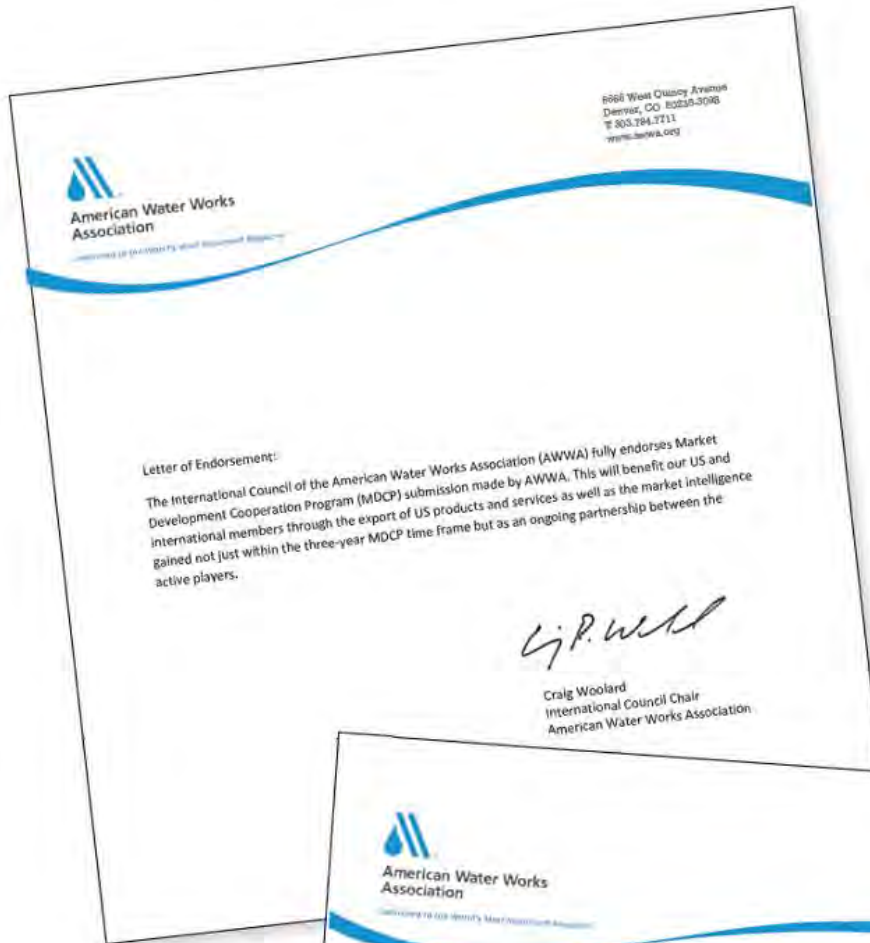 6666 West Quincy Avenue
Denver, CO 80235-3098
T 303.794.7711
www.awwa.org
American Water Works
Association
Letter of Endorsement:
The International Council of the American Water Works Association (AWWA) fully endorses Market
Development Cooperation Program (MDCP) submission made by AWWA. This will benefit our US and
international members through the export of US products and services as well as the market intelligence
gained not just within the three-year MDCP time frame but as an ongoing partnership between the
active players.
Craig Woolard
International Council Chair
American Water Works Association
American Water Works
Association